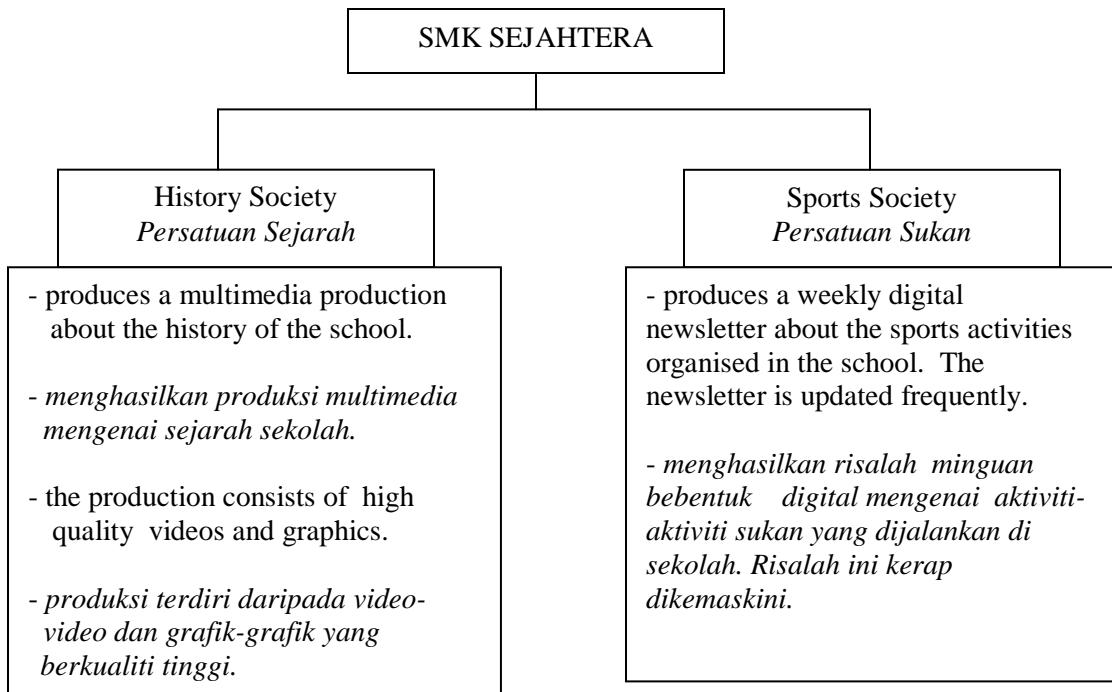 SMK SEJAHTERA
History Society
Persatuan Sejarah
- produces a multimedia production
about the history of the school.
- menghasilkan produksi multimedia
mengenai sejarah sekolah.
- the production consists of high
quality videos and graphics.
- produksi terdiri daripada video-
video dan grafik-grafik yang
berkualiti tinggi.
Sports Society
Persatuan Sukan
- produces a weekly digital
newsletter about the sports activities
organised in the school. The
newsletter is updated frequently.
- menghasilkan risalah minguan
bebentuk digital mengenai aktiviti-
aktiviti sukan yang dijalankan di
sekolah. Risalah ini kerap
dikemaskini.